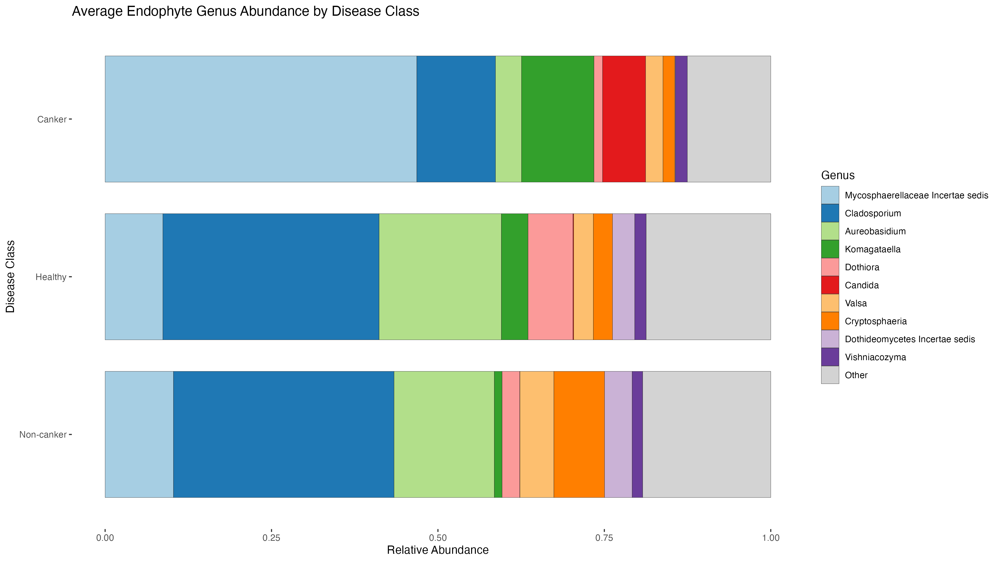 Average Endophyte Genus Abundance by Disease Class
Disease Class
Canker
Healthy
Non-canker
0.00
0.25
0.50
0.75
1.00
Relative Abundance
Genus
Mycosphaerellaceae Incertae sedis
Cladosporium
Aureobasidium
Komagataella
Dothiora
Candida
Valsa
Cryptosphaeria
Dothideomycetes Incertae sedis
Vishniacozyma
Other